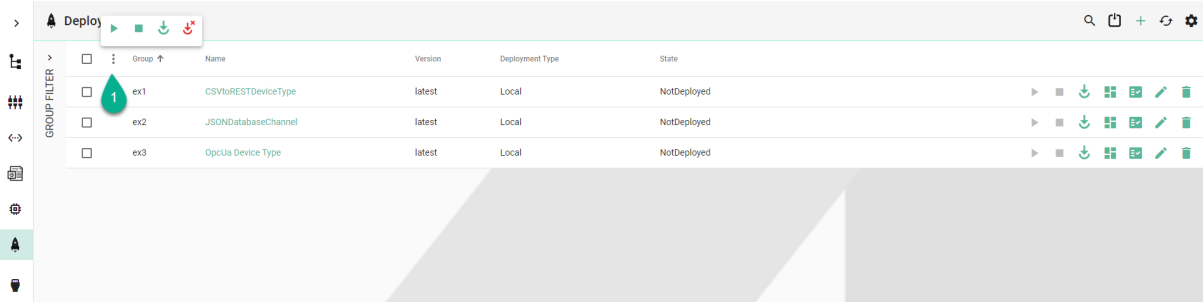 Deploy
Group Name Version Deployment Type State
GROUP FILTER
1
ex1 CSVtoRESTDeviceType latest Local NotDeployed
ex2 JSONDatabaseChannel latest Local NotDeployed
ex3 OpcUa Device Type latest Local NotDeployed